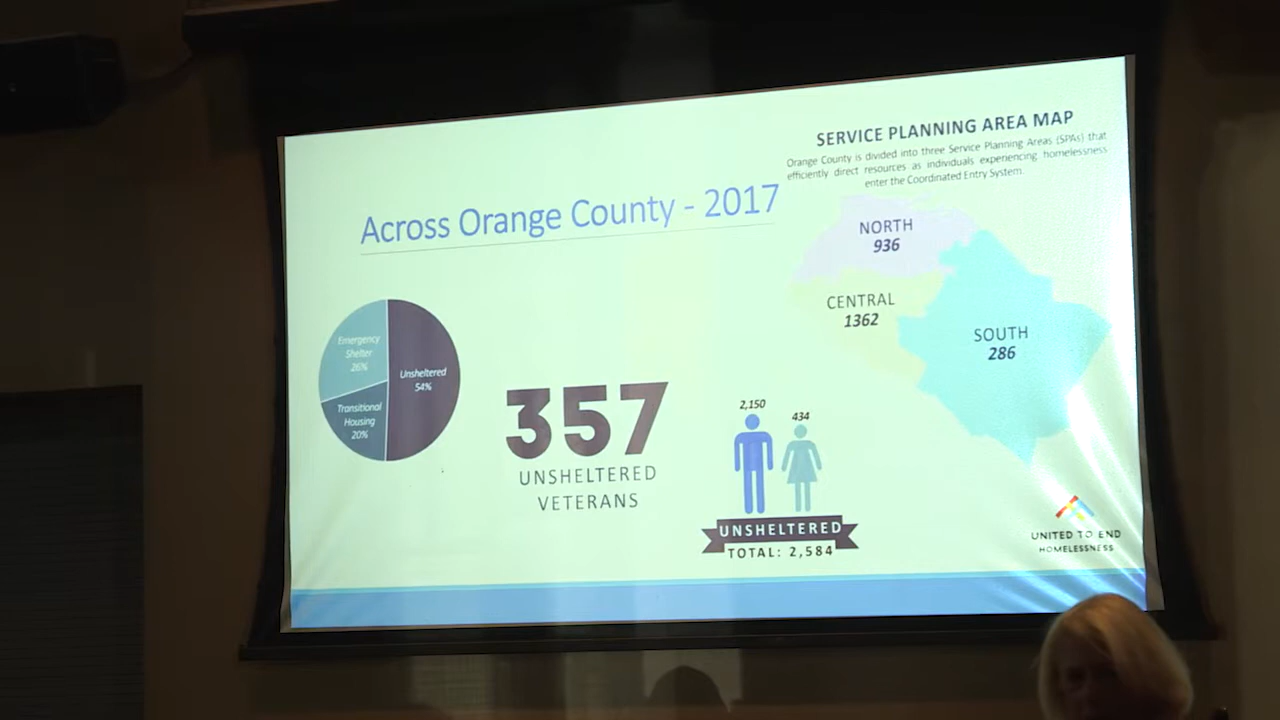 SERVICE PLANNING AREA MAP
Orange County is divided into three Service Planning Areas (SPAs) that
efficiently direct resources as individuals experiencing homelessness
enter the Coordinated Entry System.
Across Orange County - 2017
NORTH
936
CENTRAL
1362
SOUTH
286
Emergency
Shelter
26%
Unsheltered
54%
Transitional
Housing
20%
357
UNSHELTERED
VETERANS
2,150
434
UNSHELTERED
TOTAL: 2,584
UNITED TO END
HOMELESSNESS